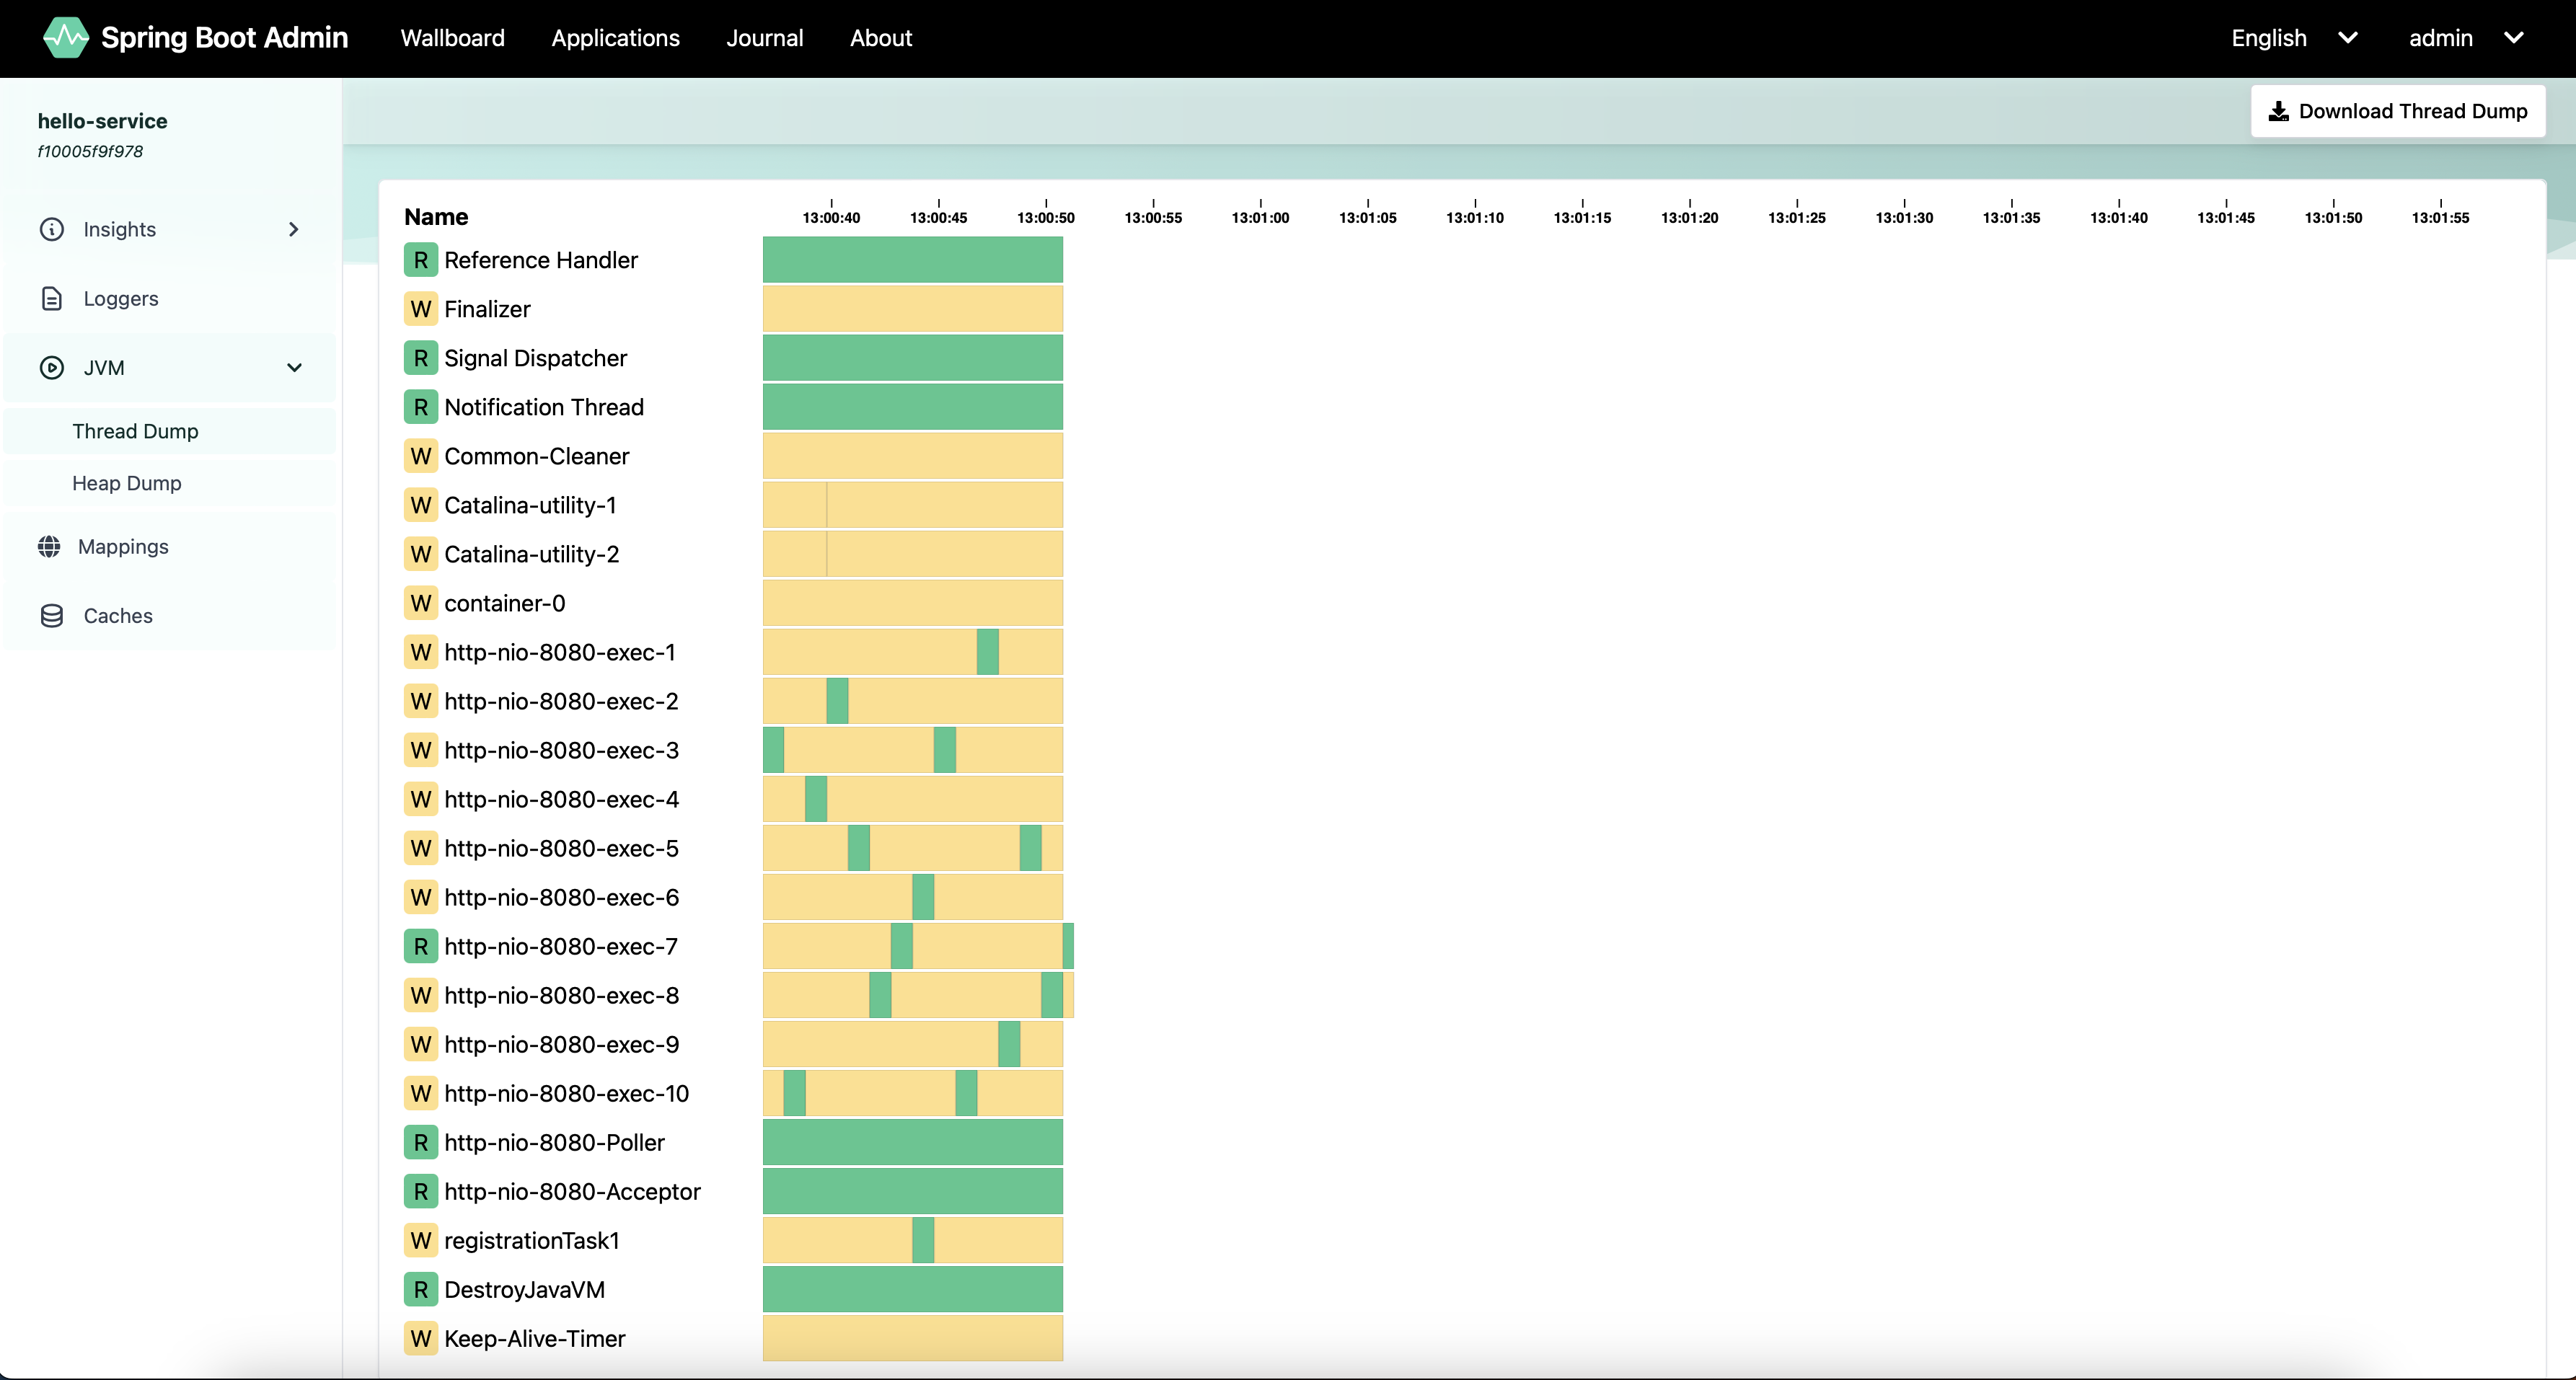 Spring Boot Admin Wallboard Applications Journal About English admin
hello-service
f10005f9f978
Insights
Loggers
JVM
Thread Dump
Heap Dump
Mappings
Caches
Download Thread Dump
Name 13:00:40 13:00:45 13:00:50 13:00:55 13:01:00 13:01:05 13:01:10 13:01:15 13:01:20 13:01:25 13:01:30 13:01:35 13:01:40 13:01:45 13:01:50 13:01:55
R Reference Handler
W Finalizer
R Signal Dispatcher
R Notification Thread
W Common-Cleaner
W Catalina-utility-1
W Catalina-utility-2
W container-0
W http-nio-8080-exec-1
W http-nio-8080-exec-2
W http-nio-8080-exec-3
W http-nio-8080-exec-4
W http-nio-8080-exec-5
W http-nio-8080-exec-6
R http-nio-8080-exec-7
W http-nio-8080-exec-8
W http-nio-8080-exec-9
W http-nio-8080-exec-10
R http-nio-8080-Poller
R http-nio-8080-Acceptor
W registrationTask1
R DestroyJavaVM
W Keep-Alive-Timer